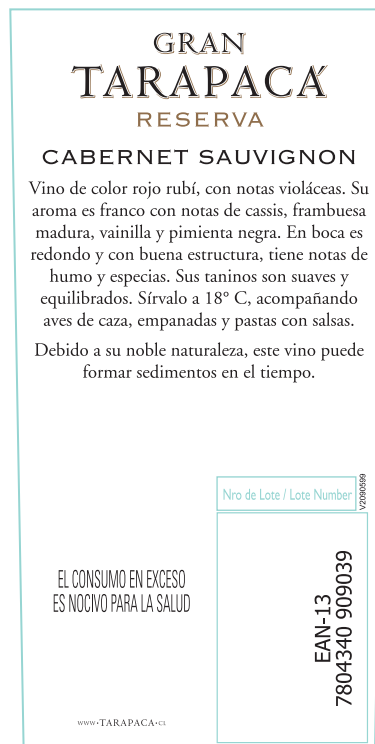 GRAN
TARAPACÁ
RESERVA
CABERNET SAUVIGNON
Vino de color rojo rubí, con notas violáceas. Su
aroma es franco con notas de cassis, frambuesa
madura, vainilla y pimienta negra. En boca es
redondo y con buena estructura, tiene notas de
humo y especias. Sus taninos son suaves y
equilibrados. Sírvalo a 18° C, acompañando
aves de caza, empanadas y pastas con salsas.
Debido a su noble naturaleza, este vino puede
formar sedimentos en el tiempo.
Nro de Lote / Lote Number
V2090599
EL CONSUMO EN EXCESO
ES NOCIVO PARA LA SALUD
EAN-13
7804340 909039
WWW·TARAPACA·CL